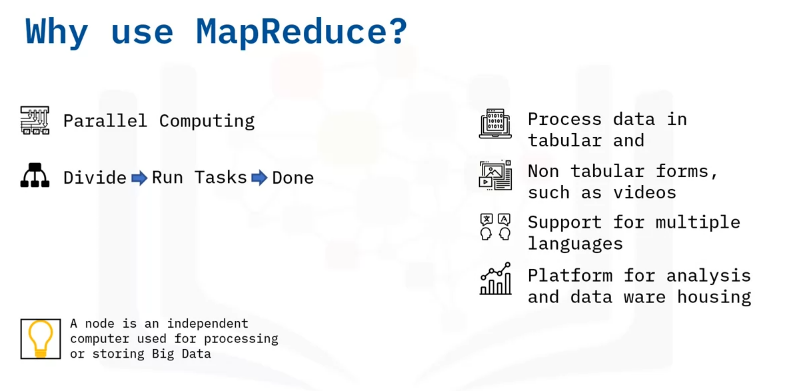 Why use MapReduce?
Parallel Computing
Divide Run Tasks Done
A node is an independent
computer used for processing
or storing Big Data
Process data in
tabular and
Non tabular forms,
such as videos
Support for multiple
languages
Platform for analysis
and data ware housing